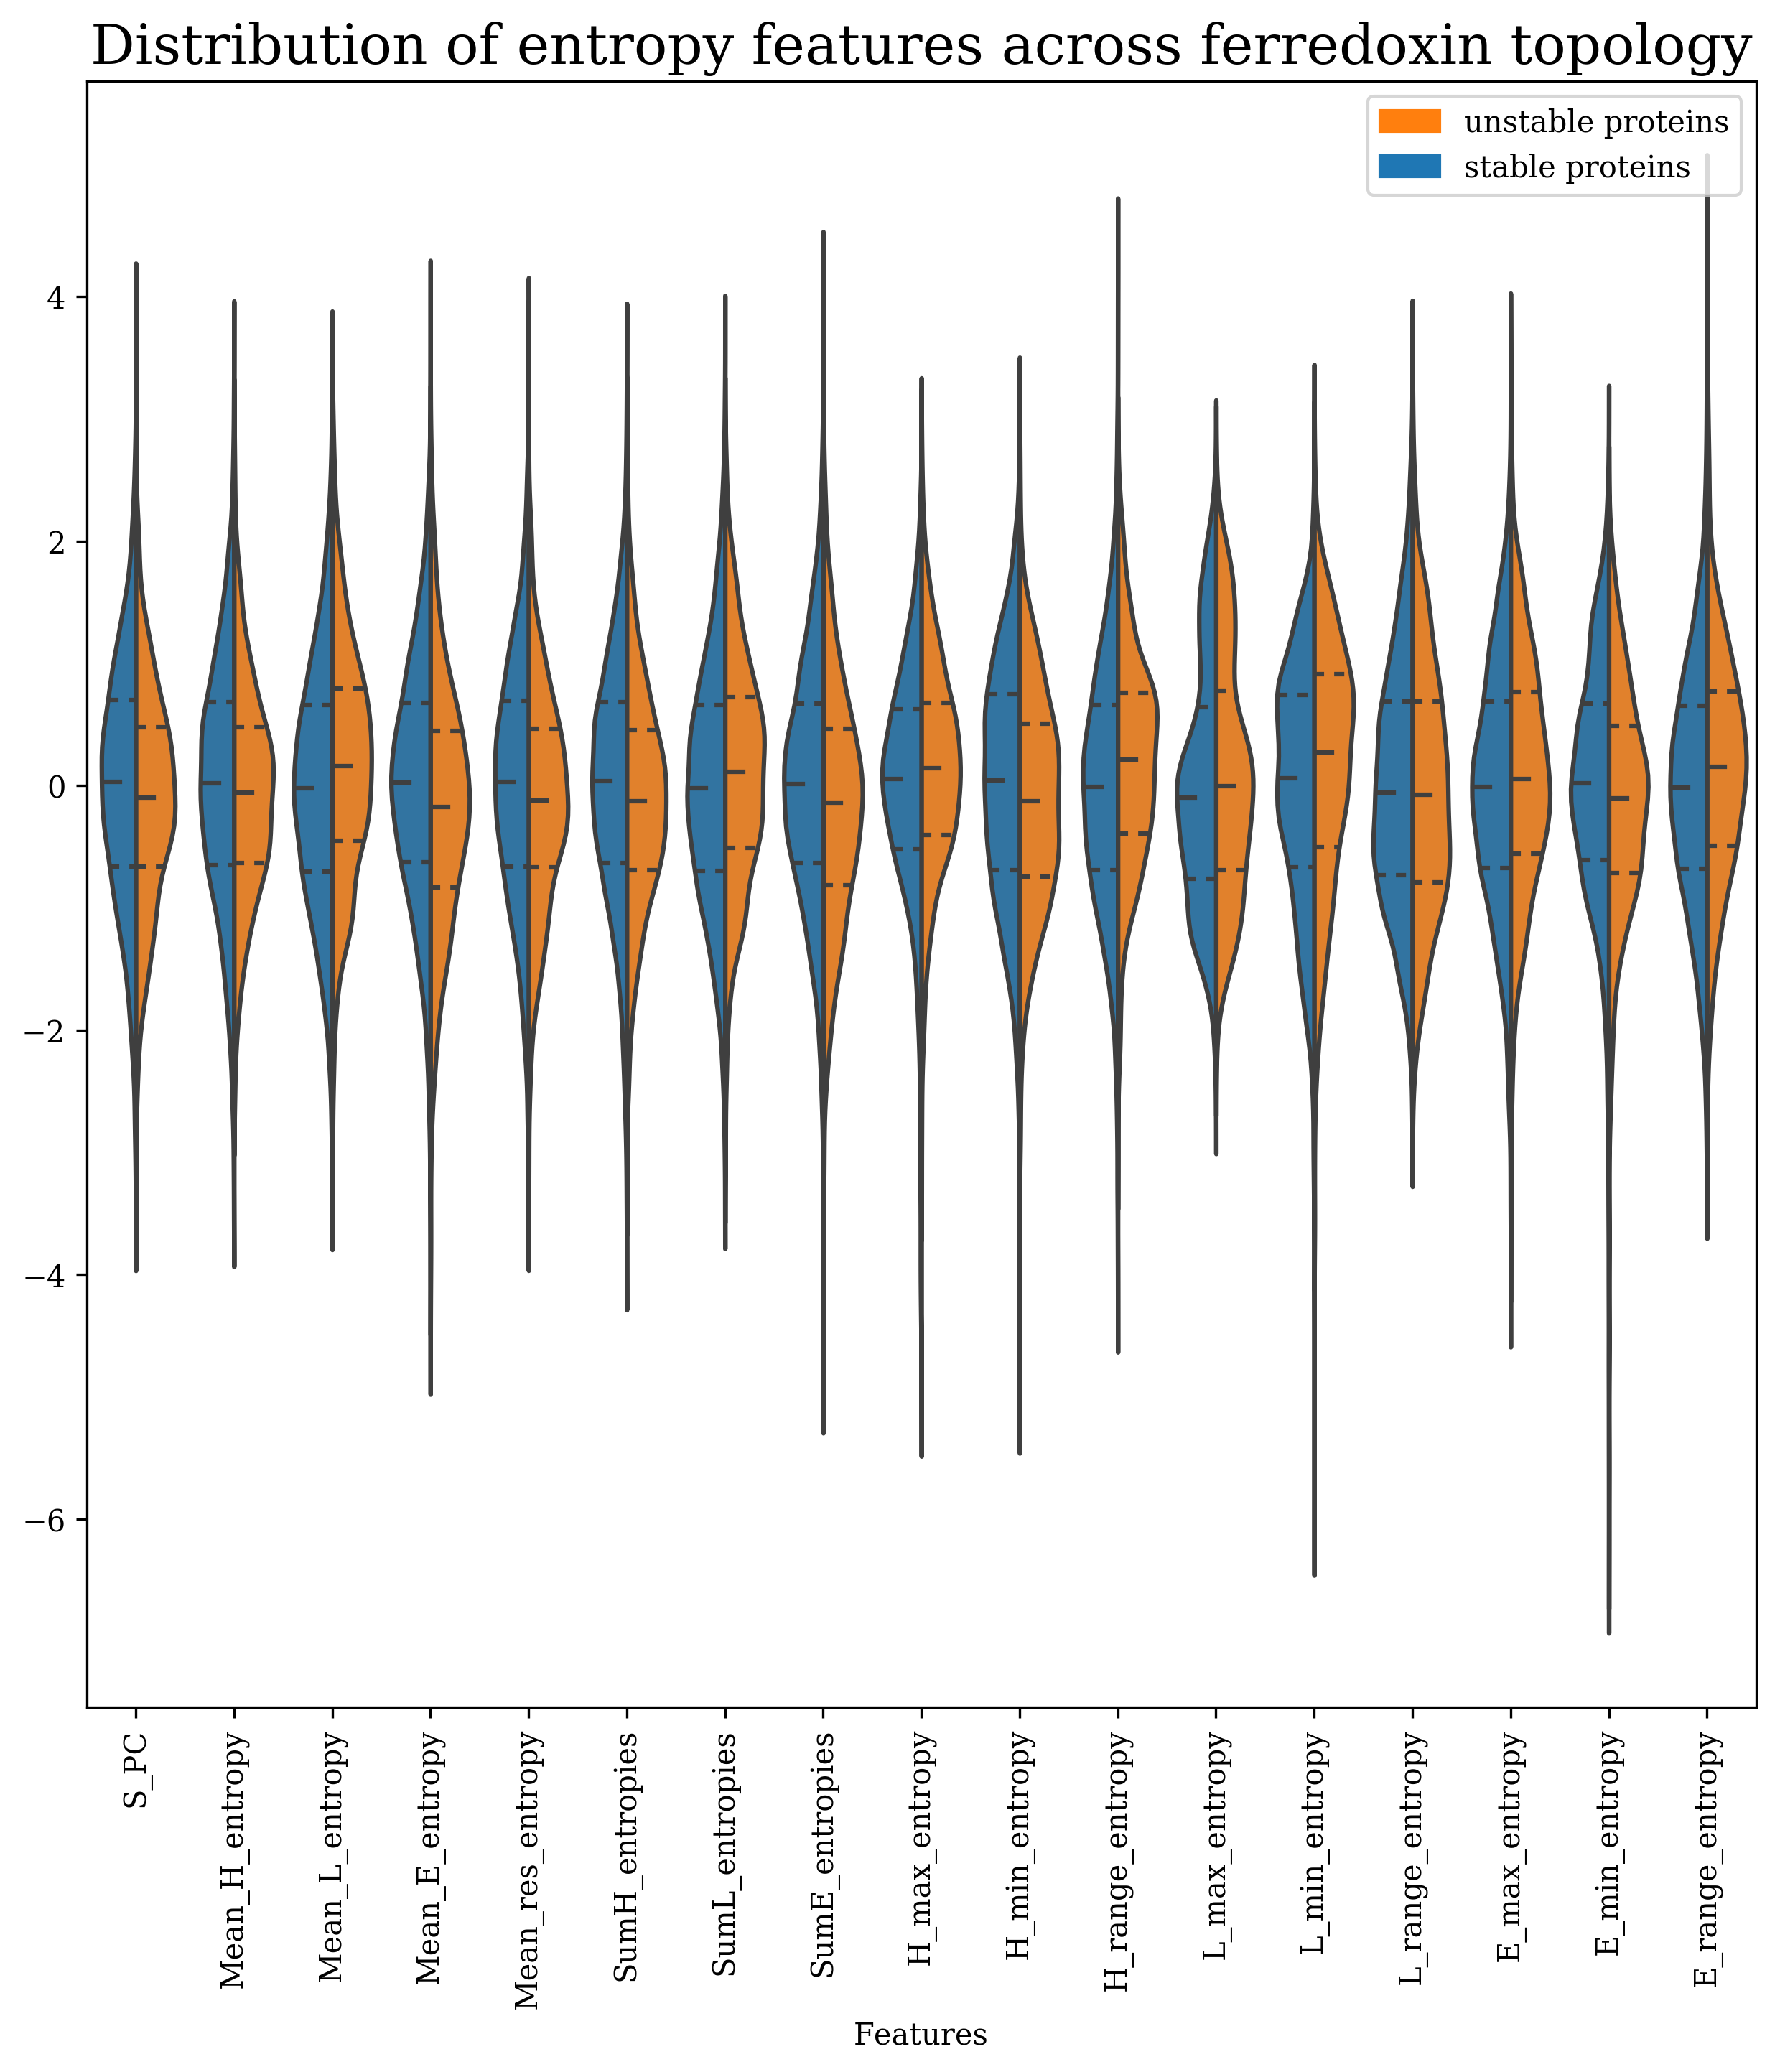 Distribution of entropy features across ferredoxin topology
unstable proteins
stable proteins
4
2
0
−2
−4
−6
S_PC
Mean_H_entropy
Mean_L_entropy
Mean_E_entropy
Mean_res_entropy
SumH_entropies
SumL_entropies
SumE_entropies
H_max_entropy
H_min_entropy
H_range_entropy
L_max_entropy
L_min_entropy
L_range_entropy
E_max_entropy
E_min_entropy
E_range_entropy
Features